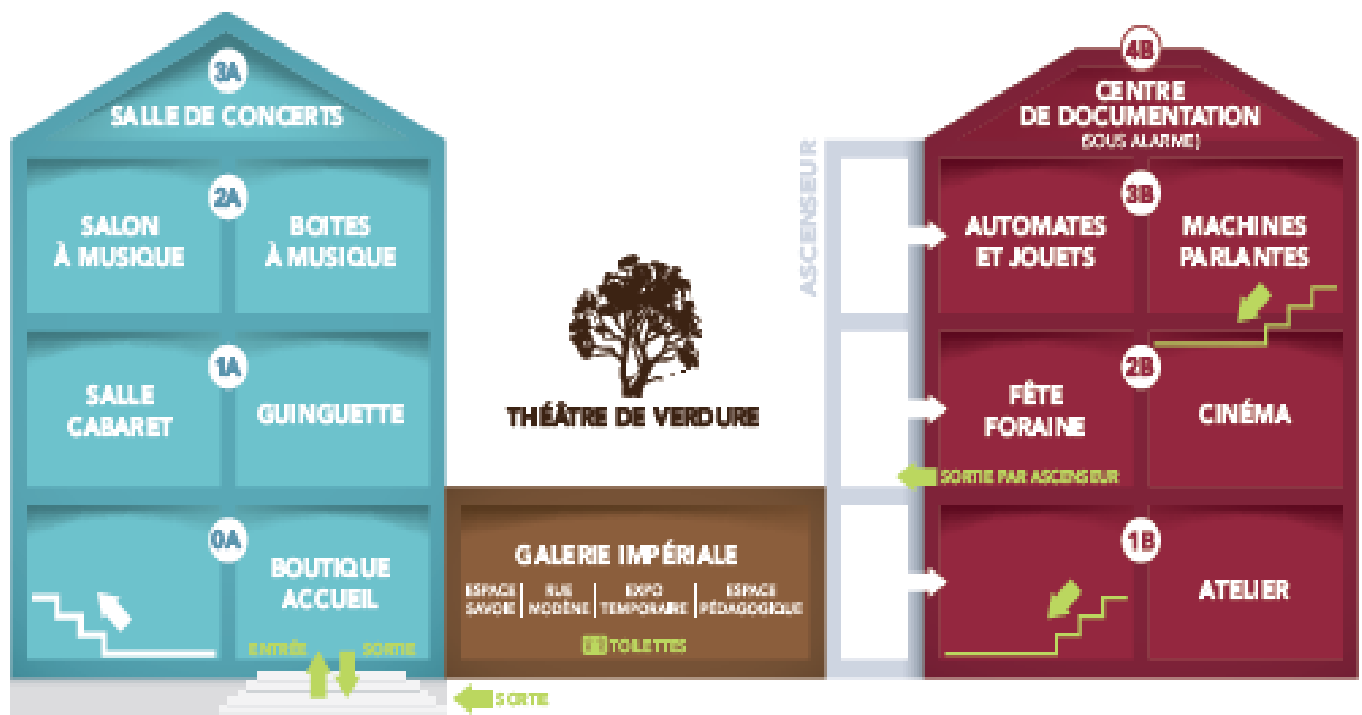 3A
SALLE DE CONCERTS
2A
SALON
À MUSIQUE
BOITES
À MUSIQUE
1A
SALLE
CABARET
GUINGUETTE
0A
BOUTIQUE
ACCUEIL
ENTRÉE
SORTIE
SORTIE
THÉÂTRE DE VERDURE
GALERIE IMPÉRIALE
ESPACE
SAVOIE
RUE
MODÈNE
EXPO
TEMPORAIRE
ESPACE
PÉDAGOGIQUE
TOILETTES
ASCENSEUR
4B
CENTRE
DE DOCUMENTATION
(SOUS ALARME)
3B
AUTOMATES
ET JOUETS
MACHINES
PARLANTES
2B
FÊTE
FORAINE
CINÉMA
SORTIE PAR ASCENSEUR
1B
ATELIER